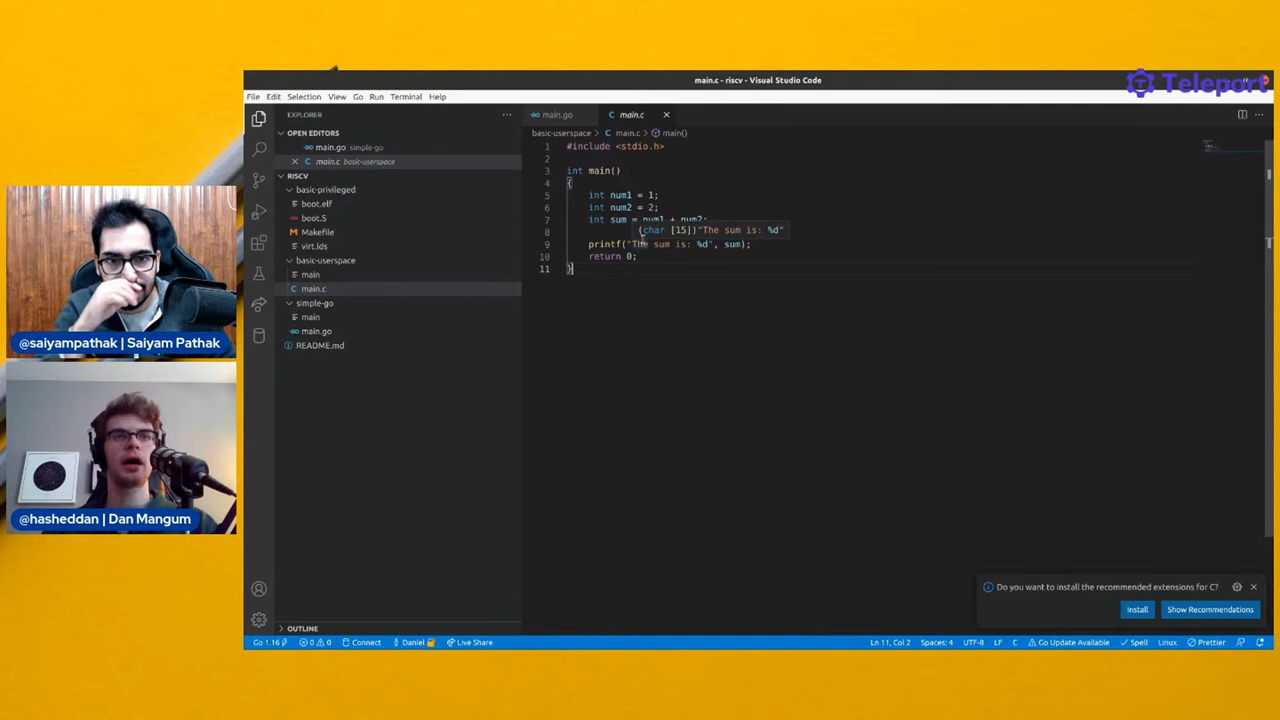 Teleport
main.c - riscv - Visual Studio Code
File Edit Selection View Go Run Terminal Help
EXPLORER
OPEN EDITORS
main.go simple-go
main.c basic-userspace
RISCV
basic-privileged
boot.elf
boot.S
Makefile
virt.lds
basic-userspace
main
main.c
simple-go
main
main.go
README.md
OUTLINE
main.go
main.c
basic-userspace > C main.c > main()
1 #include <stdio.h>
2
3 int main()
4 {
5 int num1 = 1;
6 int num2 = 2;
7 int sum = num1 + num2;
8
(char [15])"The sum is: %d"
9 printf("The sum is: %d", sum);
10 return 0;
11 }
@saiyampathak | Saiyam Pathak
@hasheddan | Dan Mangum
Do you want to install the recommended extensions for C?
Install Show Recommendations
Go 1.16 0 0 Connect Daniel Live Share Ln 11, Col 2 Spaces: 4 UTF-8 LF C Go Update Available Spell Linux Prettier